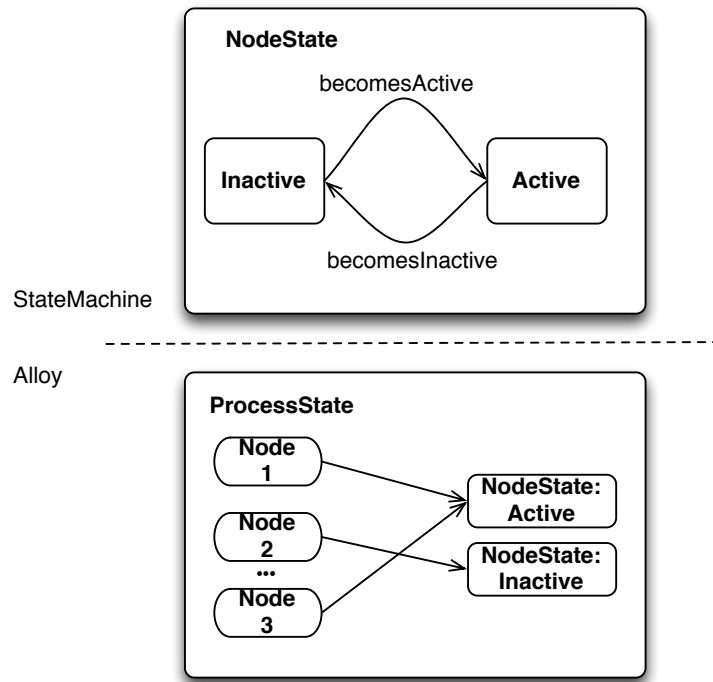 NodeState
becomesActive
Inactive
Active
becomesInactive
StateMachine
Alloy
ProcessState
Node
1
NodeState:
Active
Node
2
...
NodeState:
Inactive
Node
3